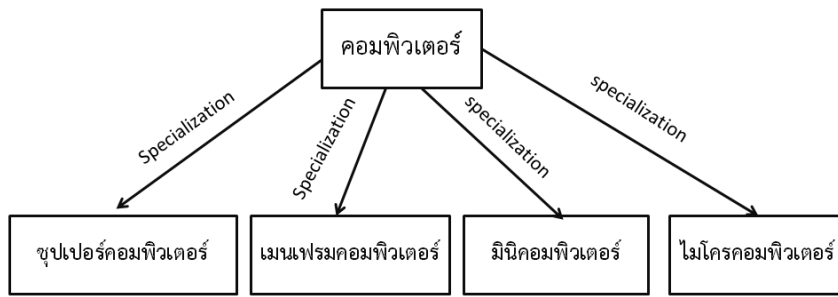 คอมพิวเตอร์
Specialization
Specialization
specialization
specialization
ซุปเปอร์คอมพิวเตอร์
เมนเฟรมคอมพิวเตอร์
มินิคอมพิวเตอร์
ไมโครคอมพิวเตอร์